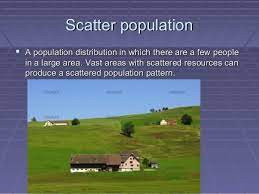 Scatter population
A population distribution in which there are a few people
in a large area. Vast areas with scattered resources can
produce a scattered population pattern.